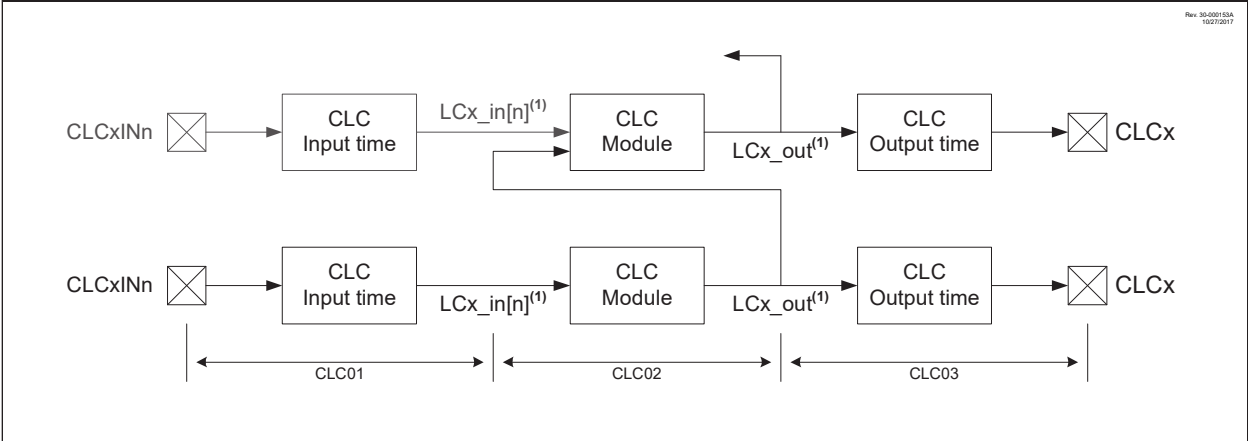 Rev. 30-000153A
10/27/2017
CLCxINn
CLC
Input time
LCx_in[n](1)
CLC
Module
LCx_out(1)
CLC
Output time
CLCx
CLCxINn
CLC
Input time
LCx_in[n](1)
CLC
Module
LCx_out(1)
CLC
Output time
CLCx
CLC01
CLC02
CLC03